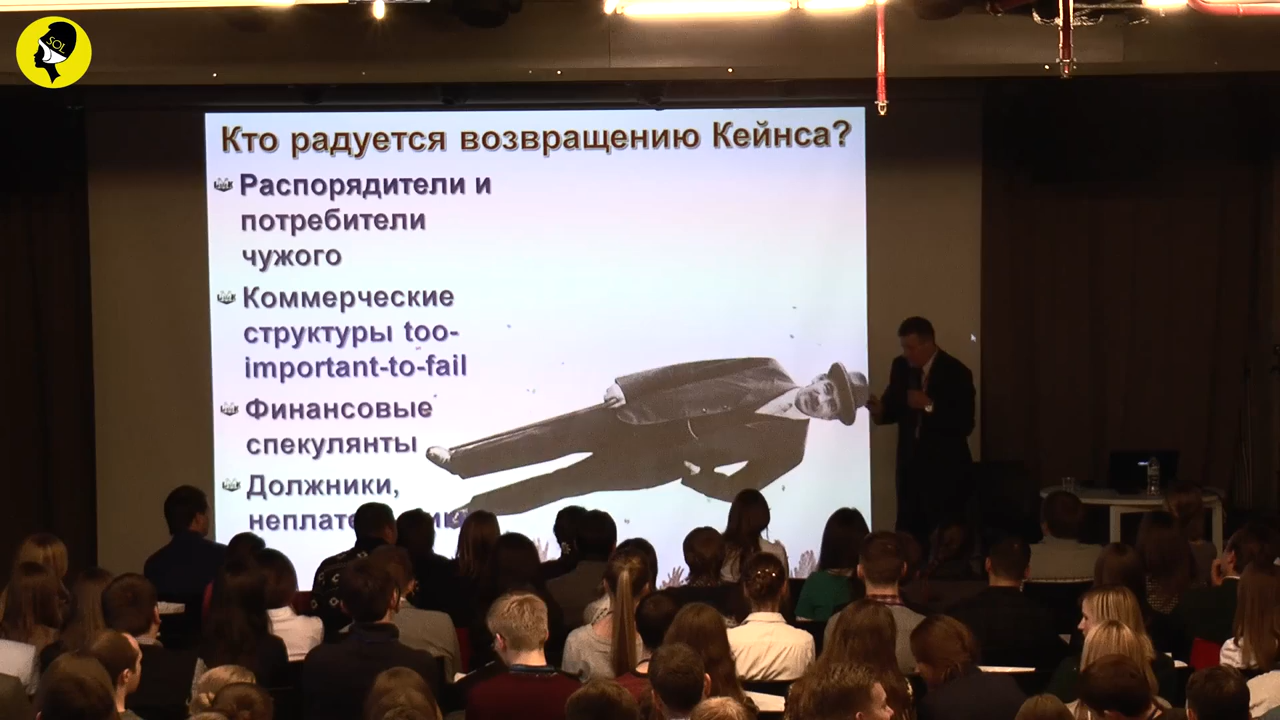 SOL
Кто радуется возвращению Кейнса?
Распорядители и
потребители
чужого
Коммерческие
структуры too-
important-to-fail
Финансовые
спекулянты
Должники,